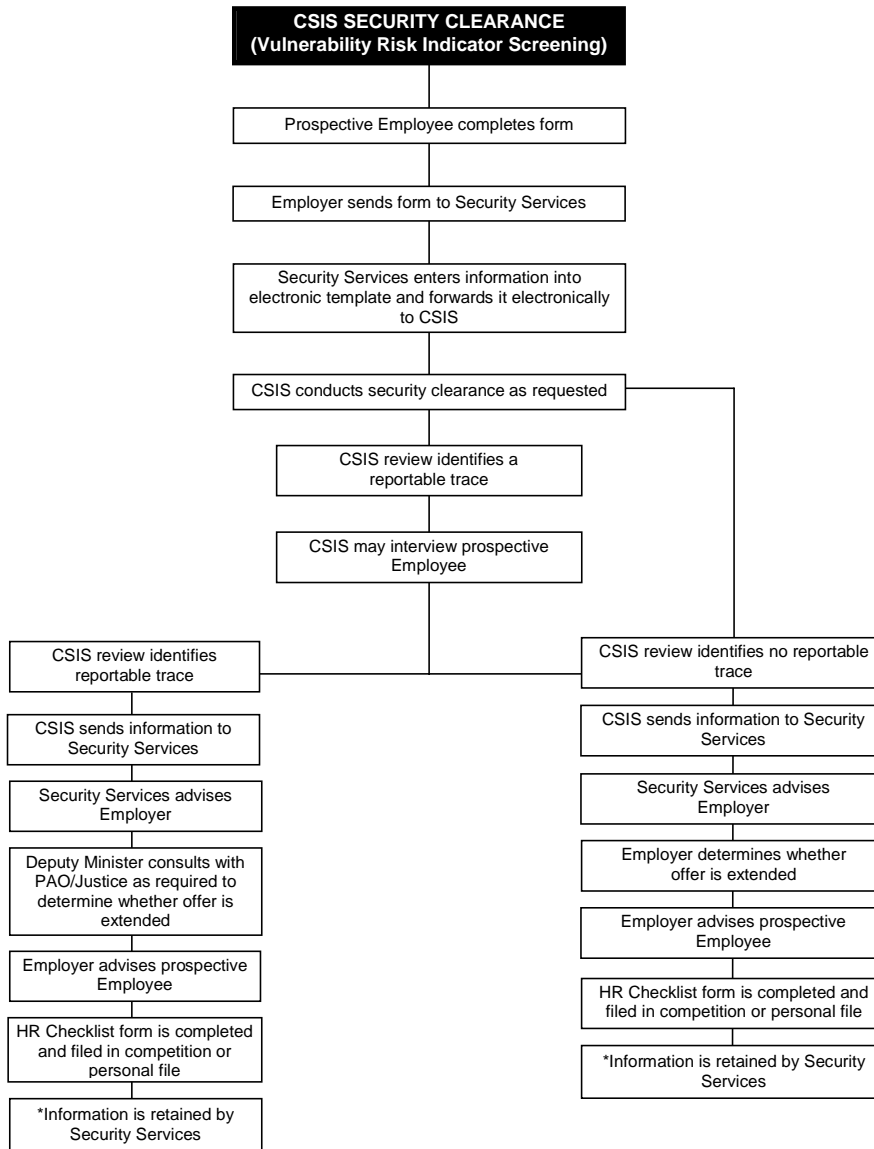 CSIS SECURITY CLEARANCE
(Vulnerability Risk Indicator Screening)
Prospective Employee completes form
Employer sends form to Security Services
Security Services enters information into
electronic template and forwards it electronically
to CSIS
CSIS conducts security clearance as requested
CSIS review identifies a
reportable trace
CSIS may interview prospective
Employee
CSIS review identifies
reportable trace
CSIS sends information to
Security Services
Security Services advises
Employer
Deputy Minister consults with
PAO/Justice as required to
determine whether offer is
extended
Employer advises prospective
Employee
HR Checklist form is completed
and filed in competition or
personal file
*Information is retained by
Security Services
CSIS review identifies no reportable
trace
CSIS sends information to Security
Services
Security Services advises
Employer
Employer determines whether
offer is extended
Employer advises prospective
Employee
HR Checklist form is completed and
filed in competition or personal file
*Information is retained by Security
Services